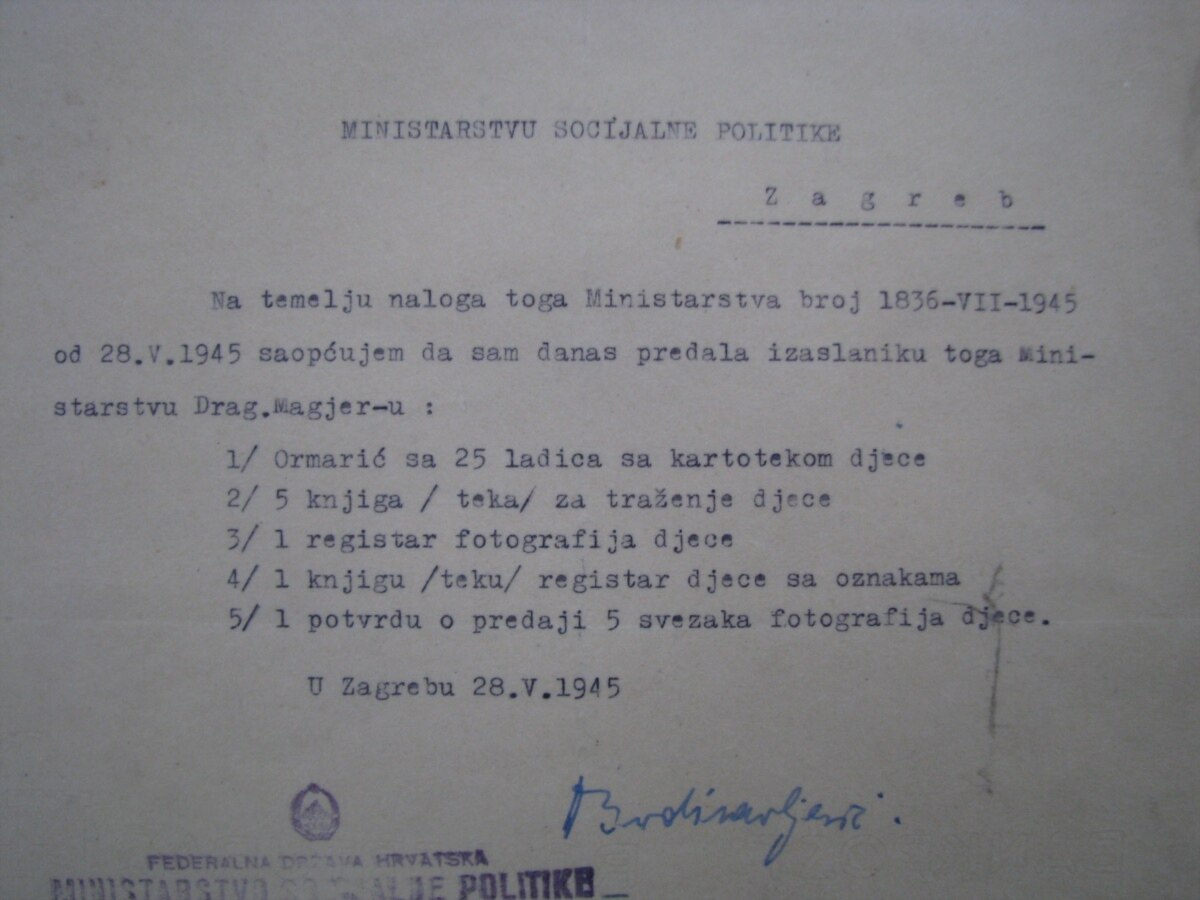 MINISTARSTVU SOCIJALNE POLITIKE
Zagreb
Na temelju naloga toga Ministarstva broj 1836-VII-1945
od 28.V.1945 saopćujem da sam danas predala izaslaniku toga Mini-
starstvu Drag.Magjer-u :
1/ Ormarić sa 25 ladica sa kartotekom djece
2/ 5 knjiga / teka/ za traženje djece
3/ 1 registar fotografija djece
4/ 1 knjigu /teku/ registar djece sa oznakama
5/ 1 potvrdu o predaji 5 svezaka fotografija djece.
U Zagrebu 28.V.1945
FEDERALNA DRŽAVA HRVATSKA
MINISTARSTVO SOCIJALNE POLITIKE